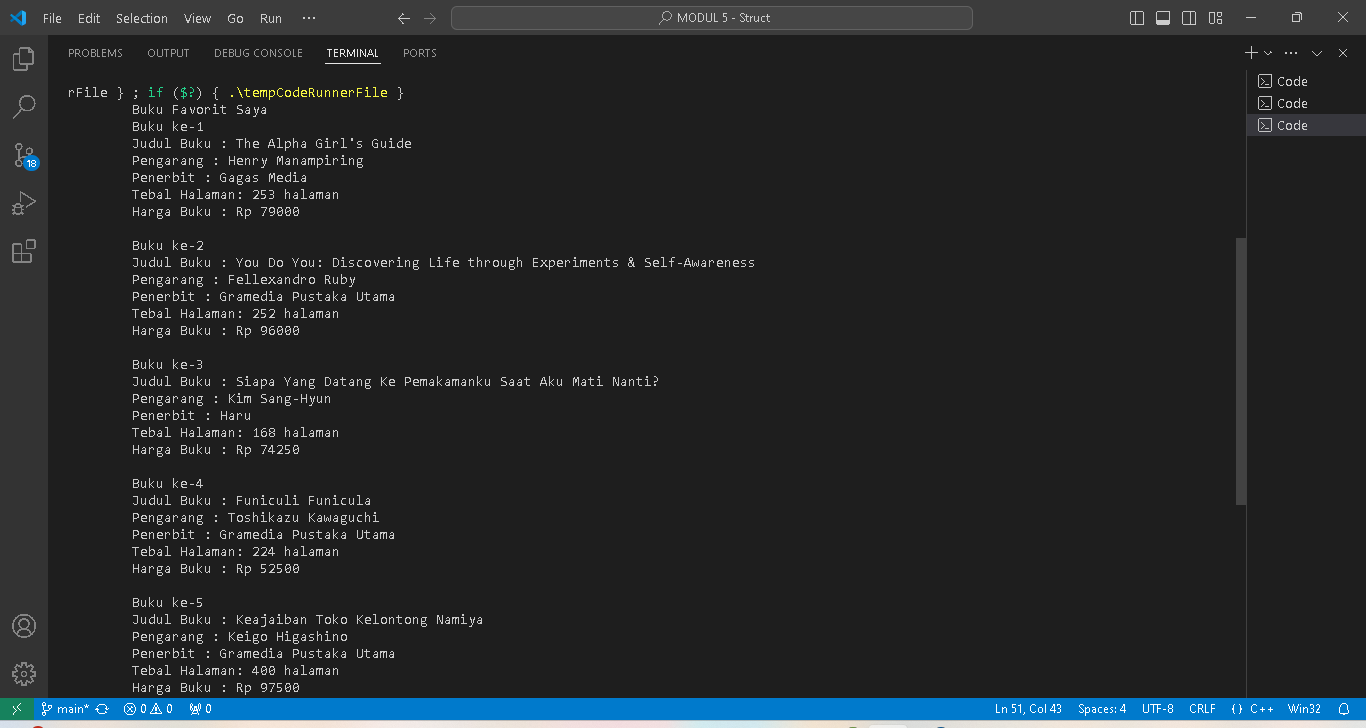 File Edit Selection View Go Run ··· MODUL 5 - Struct
PROBLEMS OUTPUT DEBUG CONSOLE TERMINAL PORTS
rFile } ; if ($?) { .\tempCodeRunnerFile }
Buku Favorit Saya
Buku ke-1
Judul Buku : The Alpha Girl's Guide
Pengarang : Henry Manampiring
Penerbit : Gagas Media
Tebal Halaman: 253 halaman
Harga Buku : Rp 79000
Buku ke-2
Judul Buku : You Do You: Discovering Life through Experiments & Self-Awareness
Pengarang : Fellexandro Ruby
Penerbit : Gramedia Pustaka Utama
Tebal Halaman: 252 halaman
Harga Buku : Rp 96000
Buku ke-3
Judul Buku : Siapa Yang Datang Ke Pemakamanku Saat Aku Mati Nanti?
Pengarang : Kim Sang-Hyun
Penerbit : Haru
Tebal Halaman: 168 halaman
Harga Buku : Rp 74250
Buku ke-4
Judul Buku : Funiculi Funicula
Pengarang : Toshikazu Kawaguchi
Penerbit : Gramedia Pustaka Utama
Tebal Halaman: 224 halaman
Harga Buku : Rp 52500
Buku ke-5
Judul Buku : Keajaiban Toko Kelontong Namiya
Pengarang : Keigo Higashino
Penerbit : Gramedia Pustaka Utama
Tebal Halaman: 400 halaman
Harga Buku : Rp 97500
Code
Code
Code
18
main* 0 0 0 Ln 51, Col 43 Spaces: 4 UTF-8 CRLF {} C++ Win32